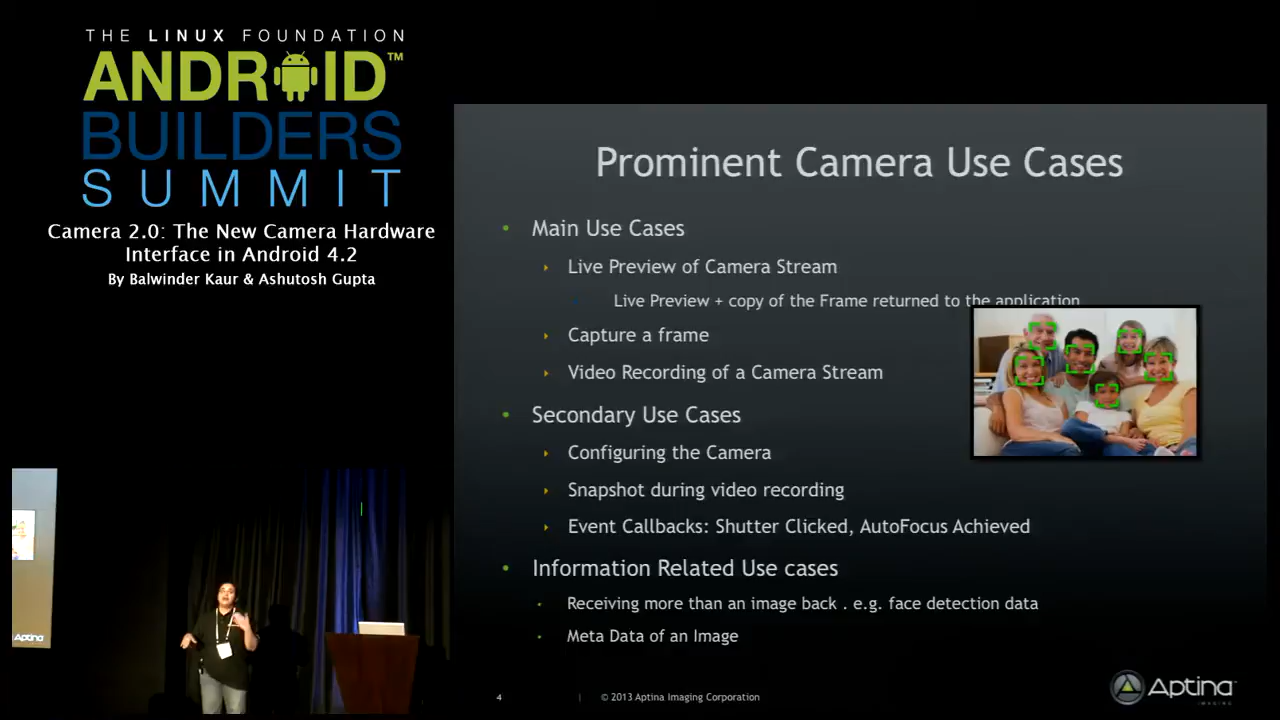 THE LINUX FOUNDATION
ANDROID™
BUILDERS
SUMMIT
Camera 2.0: The New Camera Hardware
Interface in Android 4.2
By Balwinder Kaur & Ashutosh Gupta
Prominent Camera Use Cases
• Main Use Cases
‣ Live Preview of Camera Stream
Live Preview + copy of the Frame returned to the application
‣ Capture a frame
‣ Video Recording of a Camera Stream
• Secondary Use Cases
‣ Configuring the Camera
‣ Snapshot during video recording
‣ Event Callbacks: Shutter Clicked, AutoFocus Achieved
• Information Related Use cases
• Receiving more than an image back . e.g. face detection data
• Meta Data of an Image
4 | © 2013 Aptina Imaging Corporation
Aptina
IMAGING
Aptina